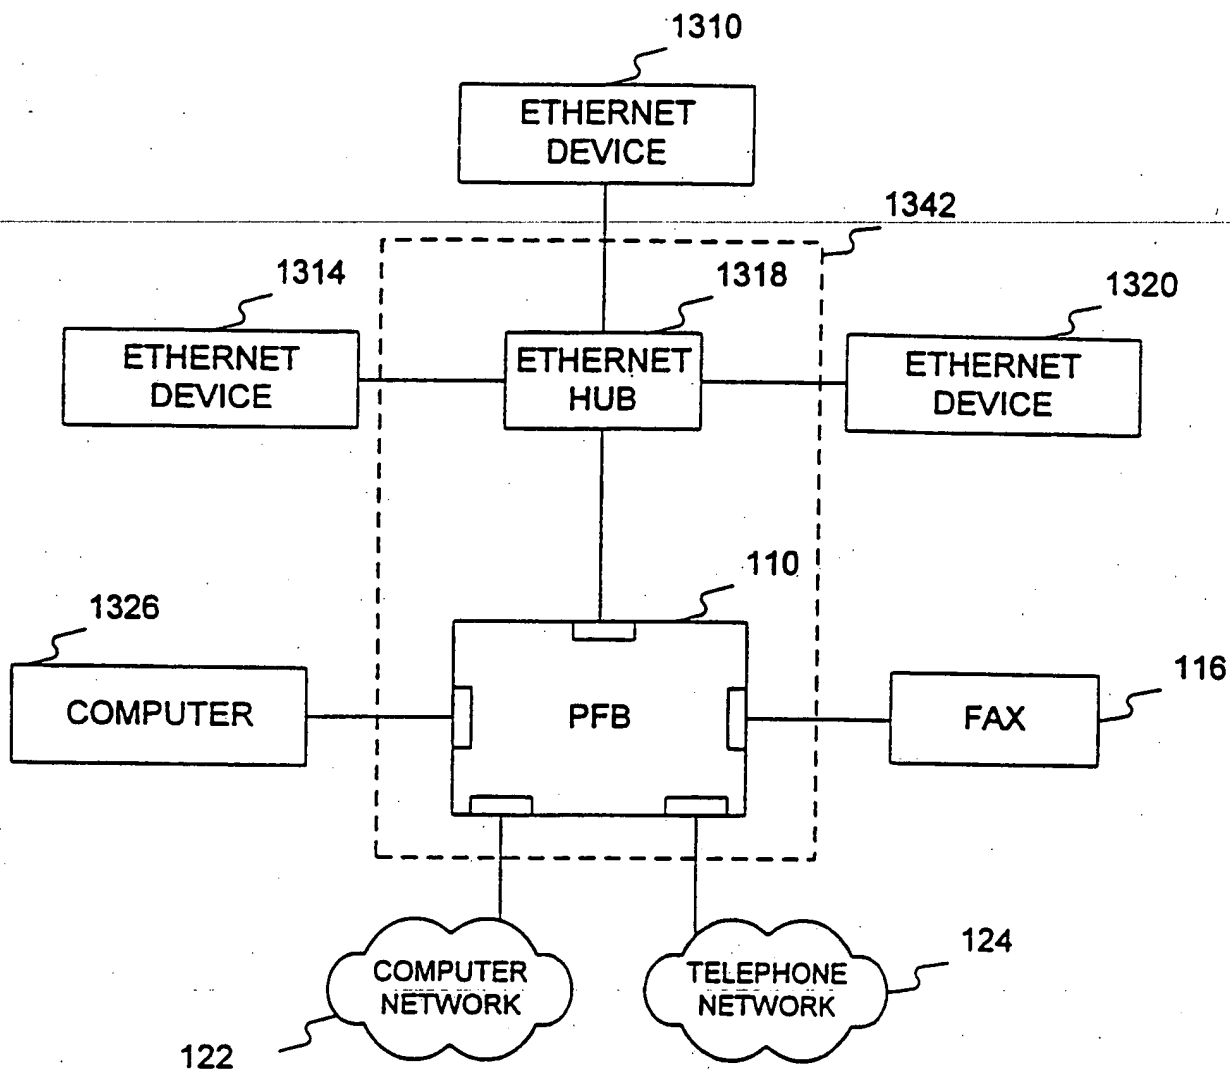 1310
ETHERNET
DEVICE
1342
1314
1318
1320
ETHERNET
DEVICE
ETHERNET
HUB
ETHERNET
DEVICE
110
1326
116
COMPUTER
PFB
FAX
124
COMPUTER
NETWORK
TELEPHONE
NETWORK
122